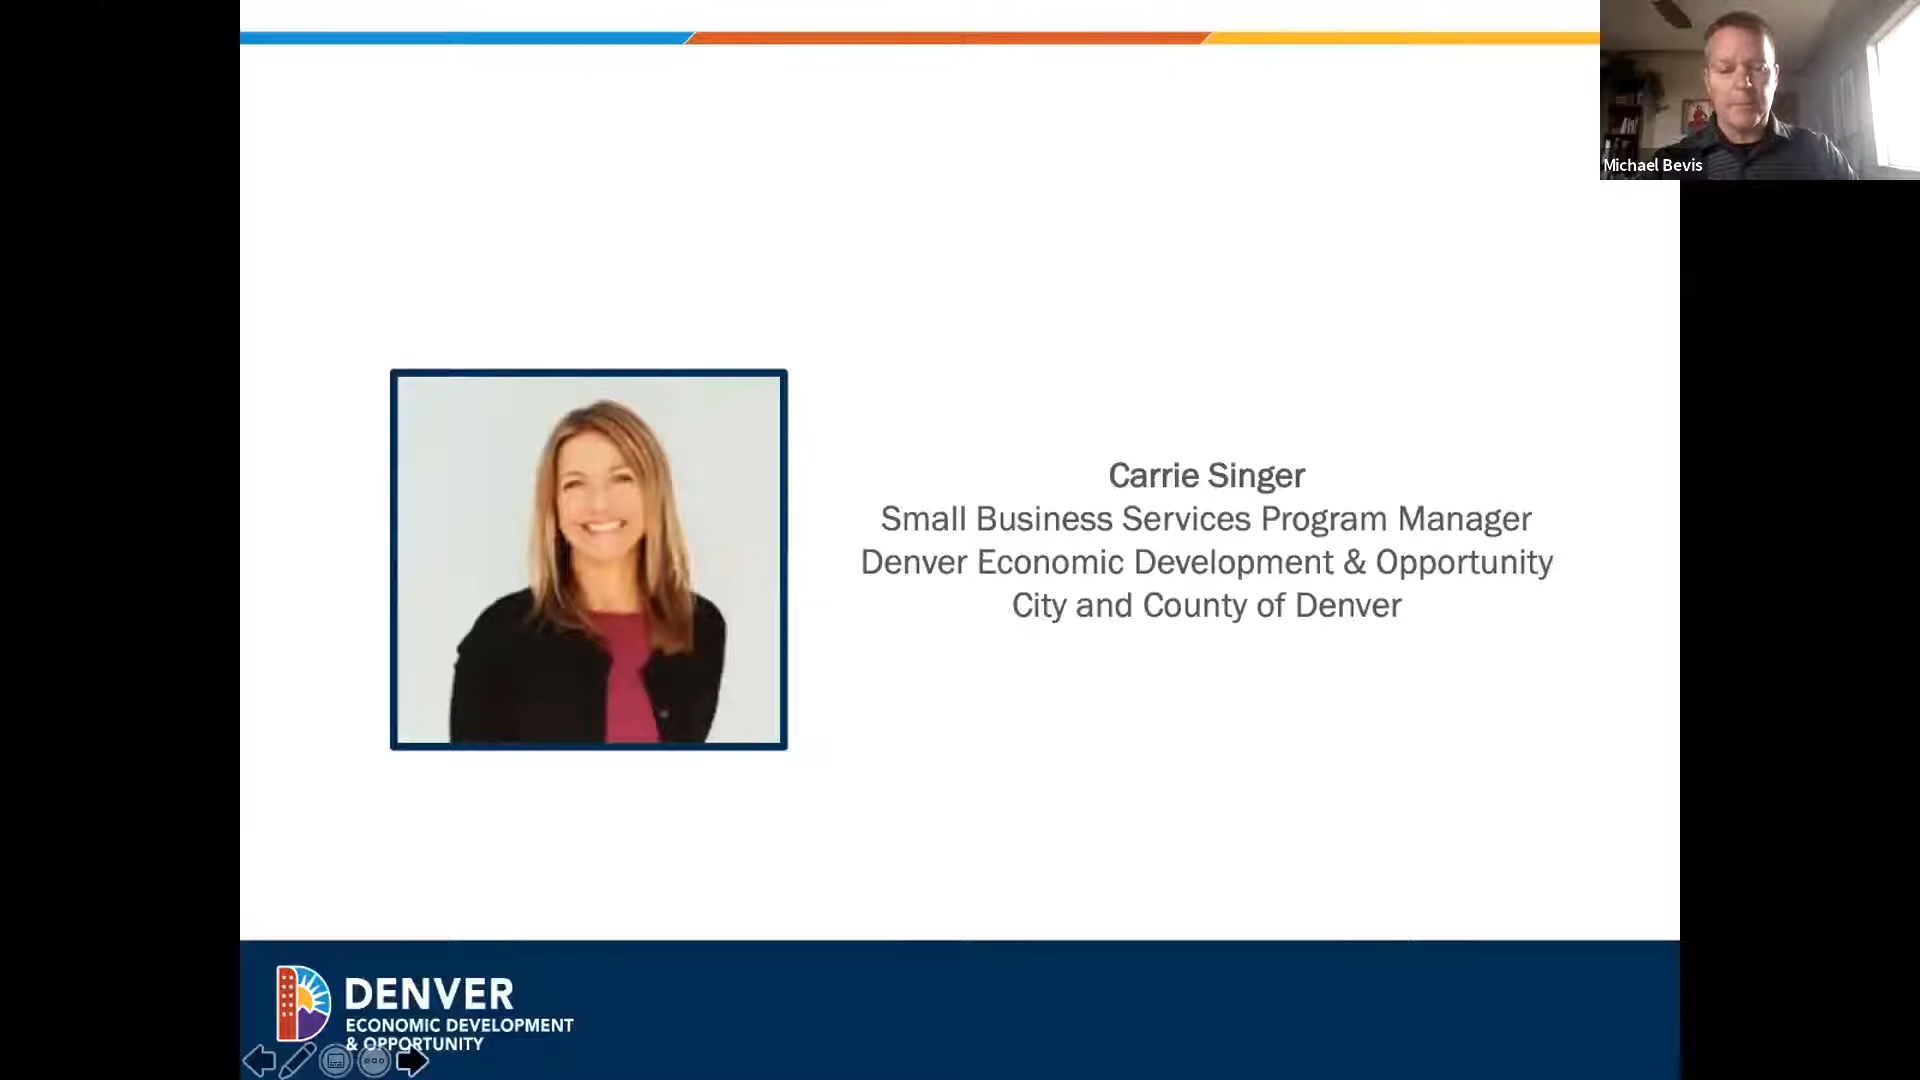 Michael Bevis
Carrie Singer
Small Business Services Program Manager
Denver Economic Development & Opportunity
City and County of Denver
DENVER
ECONOMIC DEVELOPMENT
& OPPORTUNITY